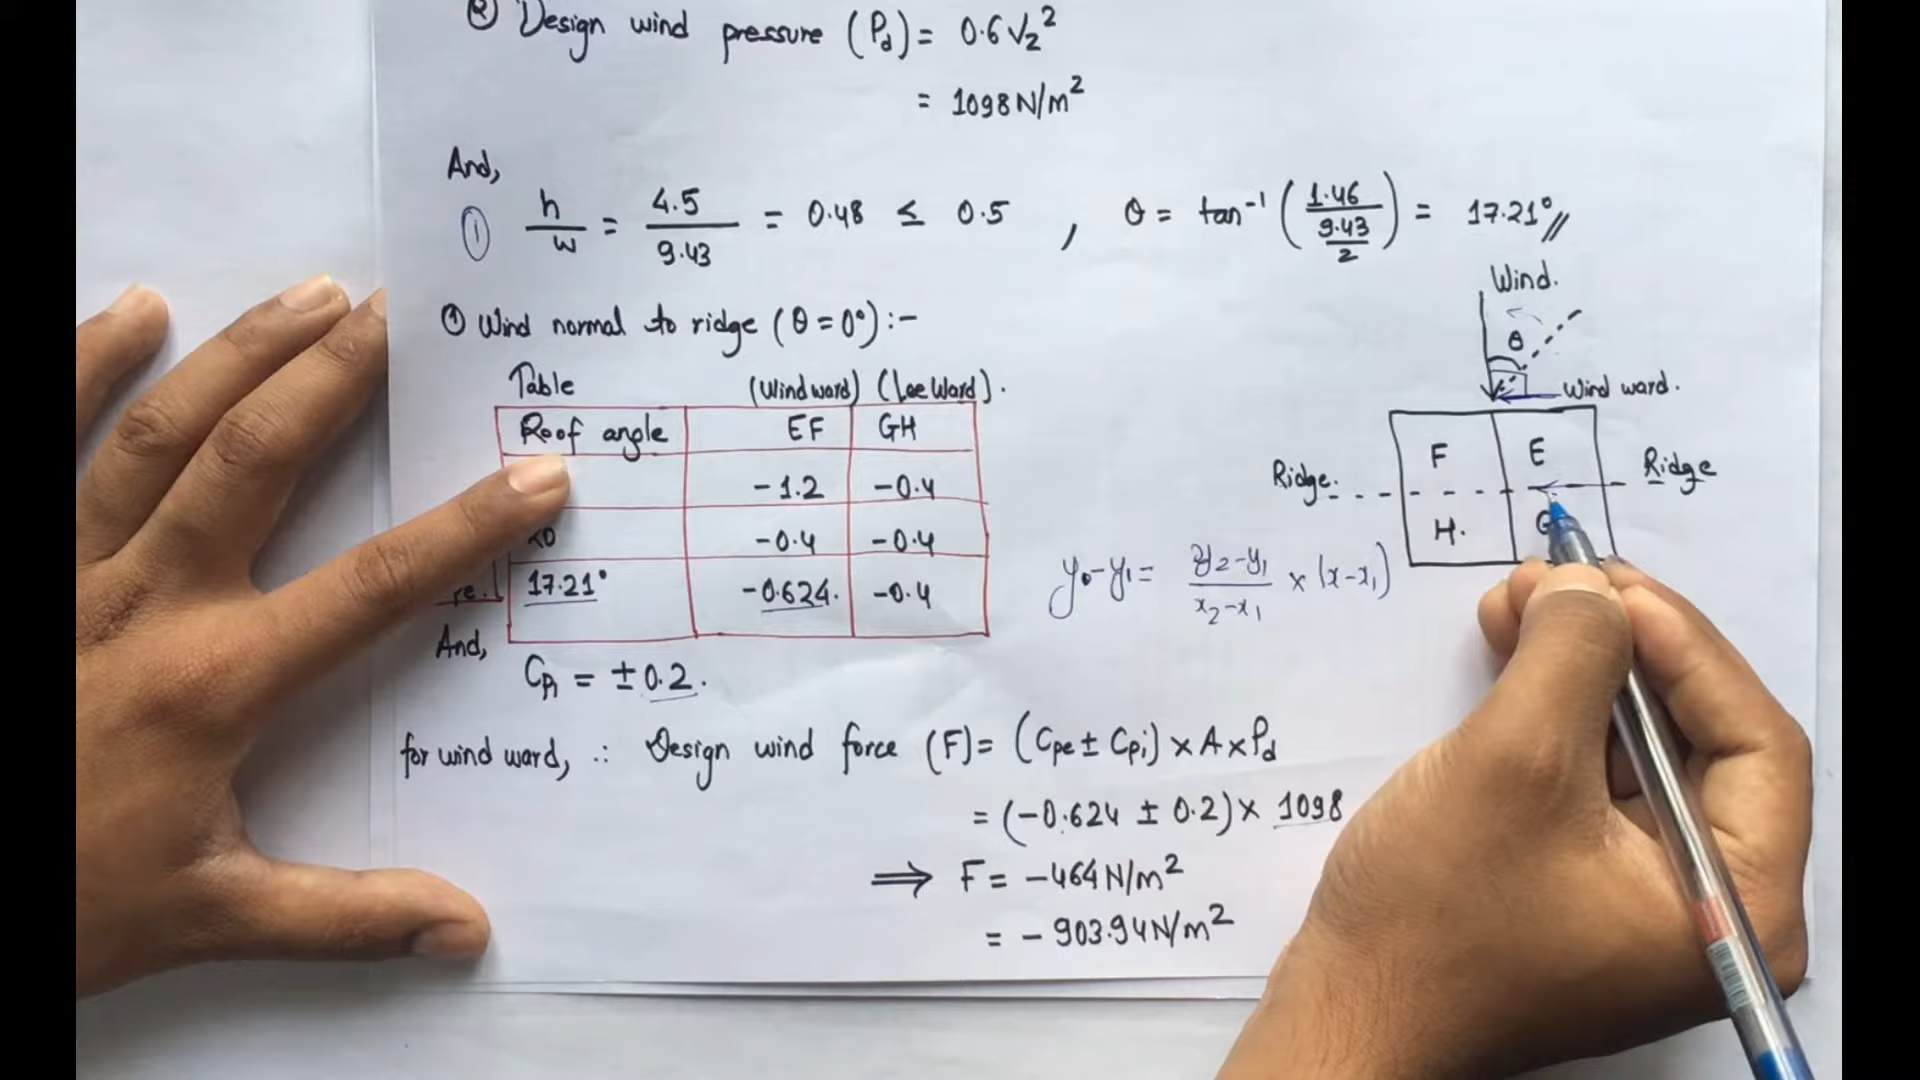 ② Design wind pressure (Pd) = 0.6 Vz²
= 1098 N/m²
And,
① h/w = 4.5/9.43 = 0.48 ≤ 0.5 , θ = tan⁻¹ (1.46/(9.43/2)) = 17.21°//
Wind.
θ
Wind ward.
① Wind normal to ridge (θ = 0°) :-
Table (Wind ward) (Lee Ward).
Roof angle EF GH
-1.2 -0.4
-0.4 -0.4
17.21° -0.624. -0.4
F E
Ridge. Ridge
H. G
y-y₁ = (y₂-y₁)/(x₂-x₁) × (x-x₁)
And,
Cpi = ± 0.2.
for wind ward, ∴ Design wind force (F) = (Cpe ± Cpi) × A × Pd
= (-0.624 ± 0.2) × 1098
⟹ F = -464 N/m²
= - 903.94 N/m²